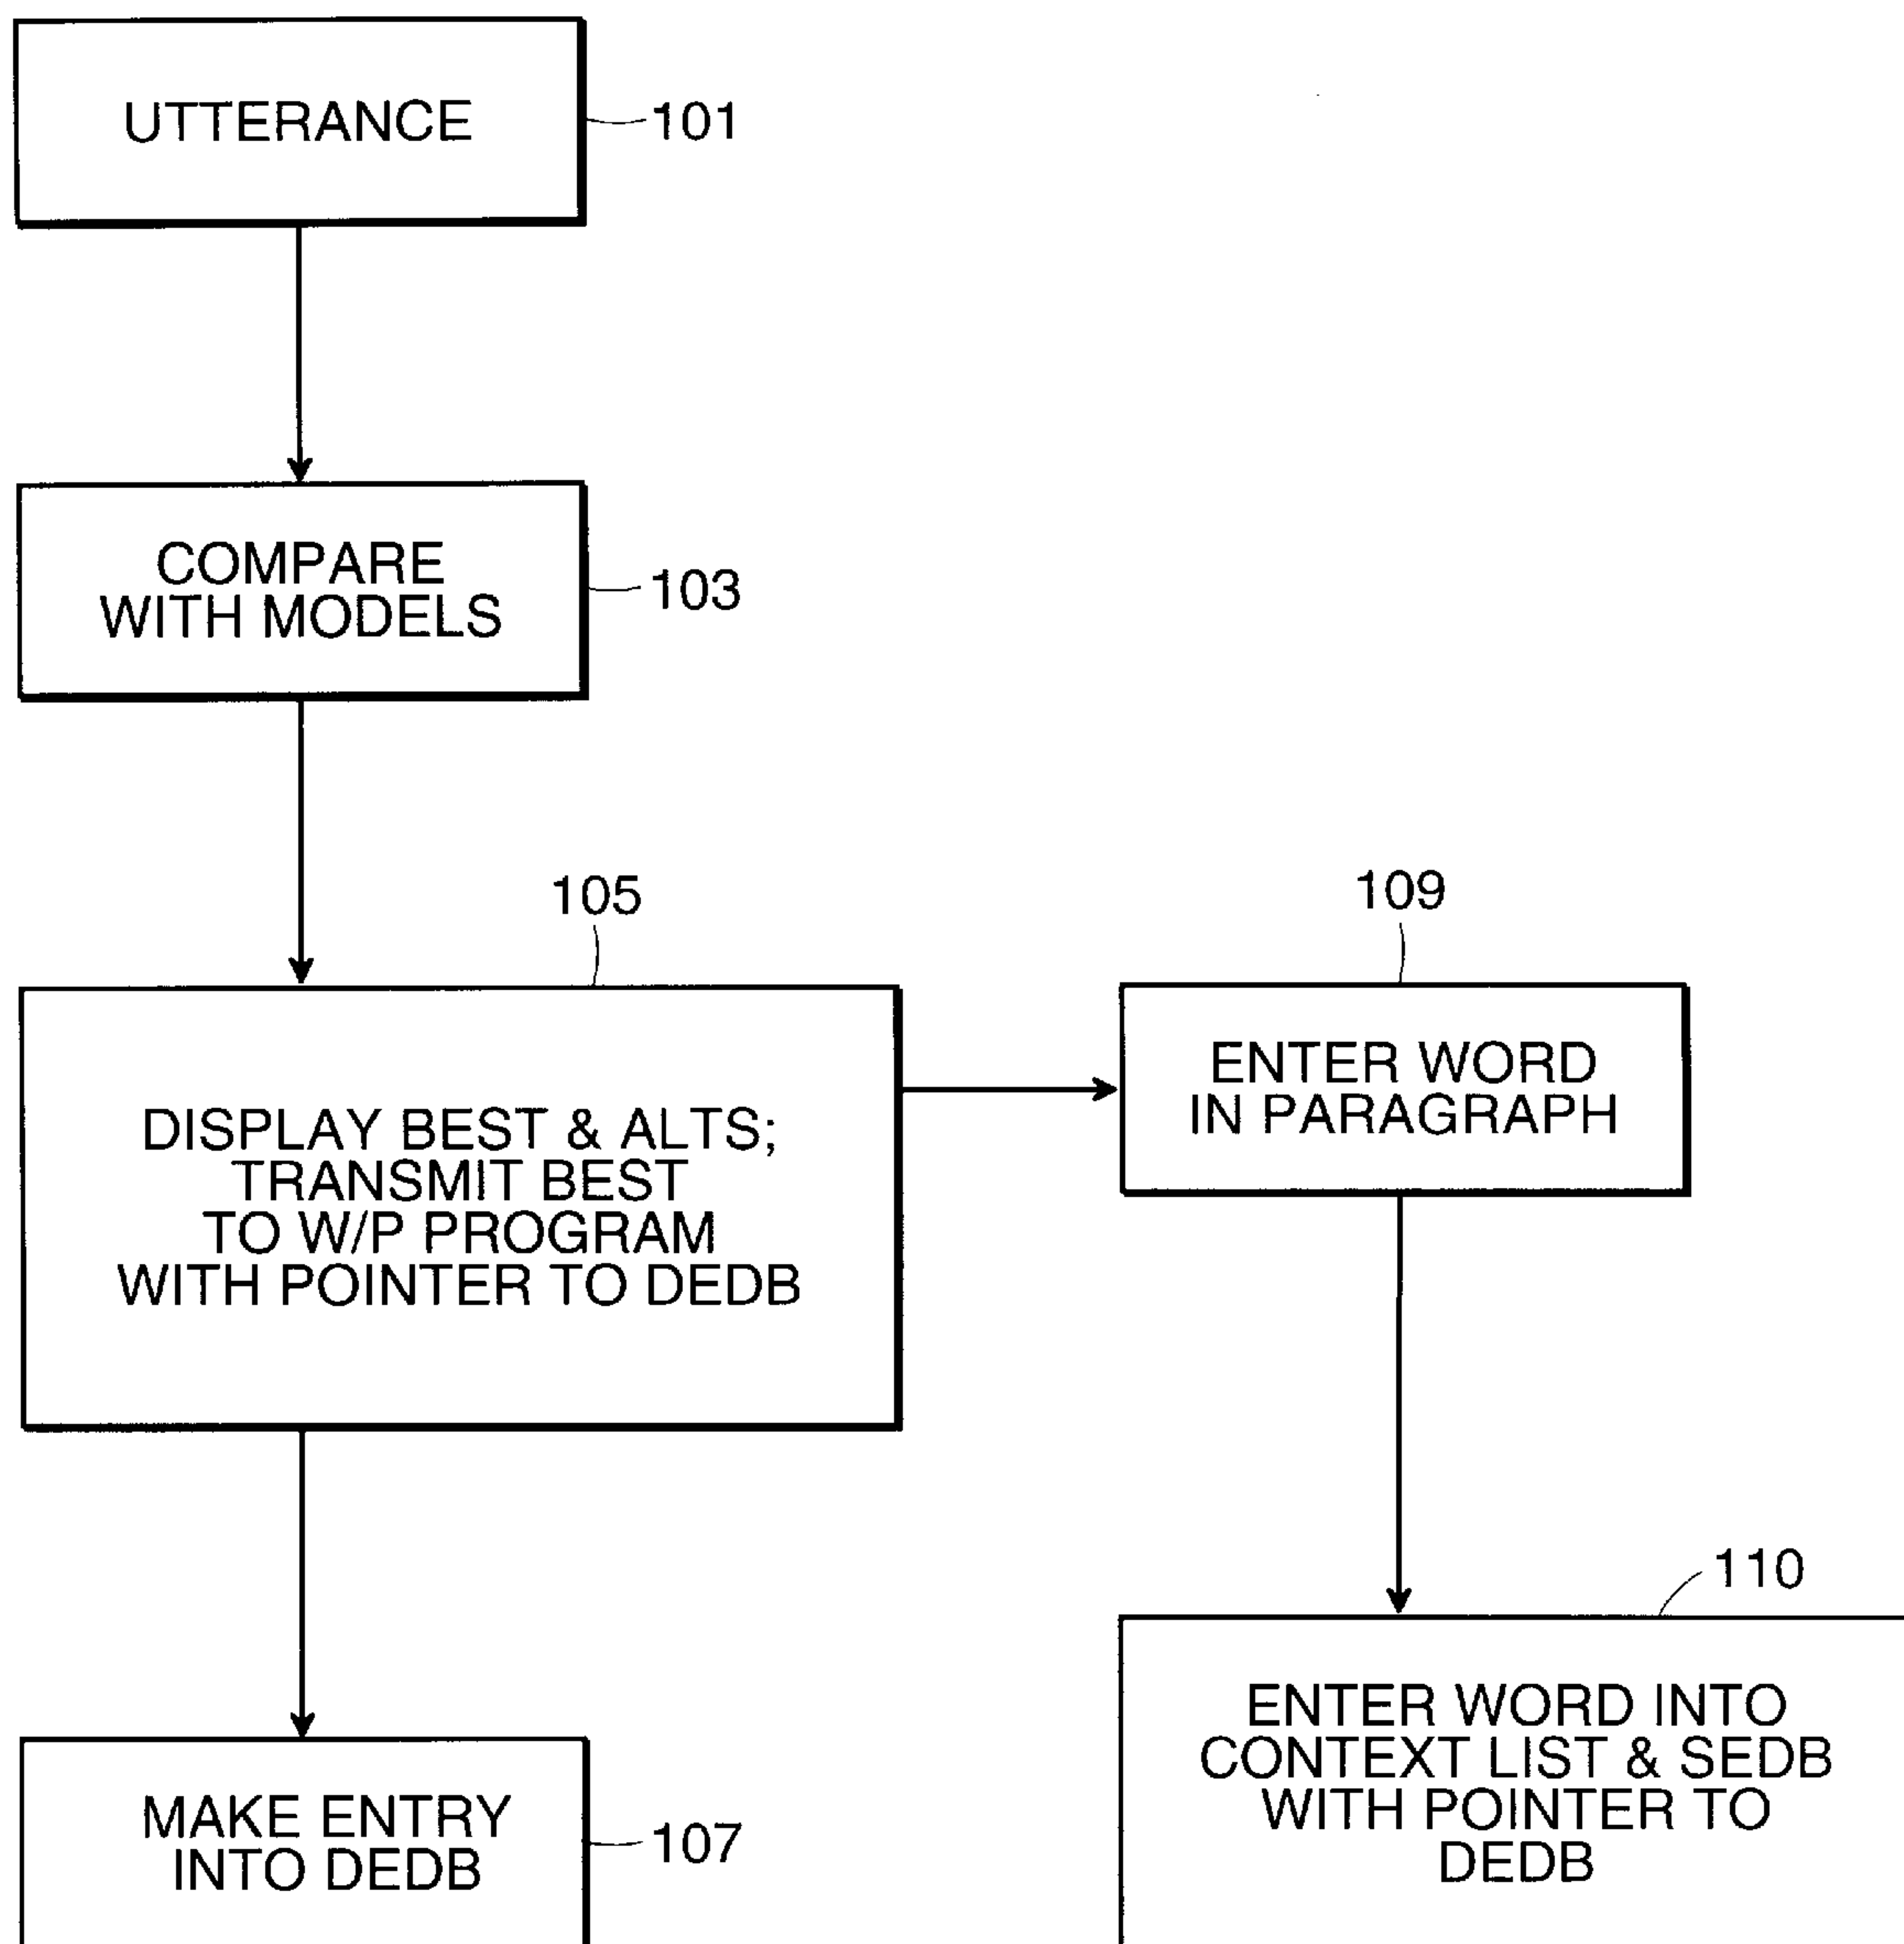 UTTERANCE
101
COMPARE
WITH MODELS
103
105
DISPLAY BEST & ALTS;
TRANSMIT BEST
TO W/P PROGRAM
WITH POINTER TO DEDB
109
ENTER WORD
IN PARAGRAPH
MAKE ENTRY
INTO DEDB
107
110
ENTER WORD INTO
CONTEXT LIST & SEDB
WITH POINTER TO
DEDB